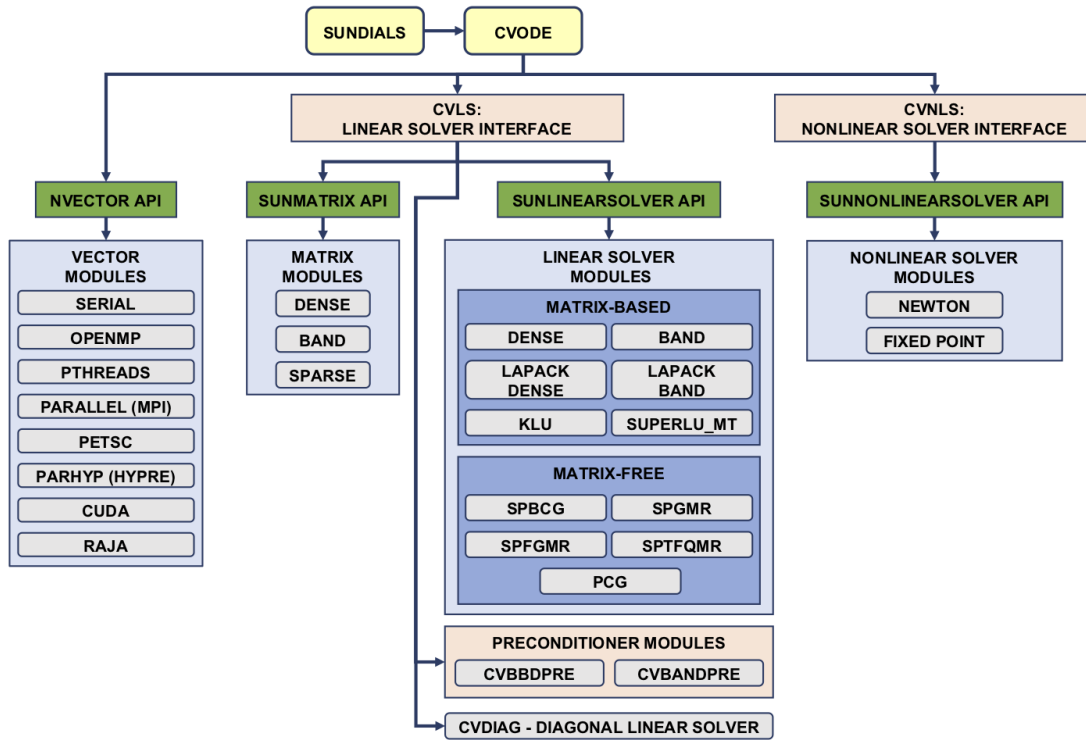 SUNDIALS
CVODE
CVLS:
LINEAR SOLVER INTERFACE
CVNLS:
NONLINEAR SOLVER INTERFACE
NVECTOR API
SUNMATRIX API
SUNLINEARSOLVER API
SUNNONLINEARSOLVER API
VECTOR
MODULES
SERIAL
OPENMP
PTHREADS
PARALLEL (MPI)
PETSC
PARHYP (HYPRE)
CUDA
RAJA
MATRIX
MODULES
DENSE
BAND
SPARSE
LINEAR SOLVER
MODULES
MATRIX-BASED
DENSE
BAND
LAPACK
DENSE
LAPACK
BAND
KLU
SUPERLU_MT
MATRIX-FREE
SPBCG
SPGMR
SPFGMR
SPTFQMR
PCG
NONLINEAR SOLVER
MODULES
NEWTON
FIXED POINT
PRECONDITIONER MODULES
CVBBDPRE
CVBANDPRE
CVDIAG - DIAGONAL LINEAR SOLVER